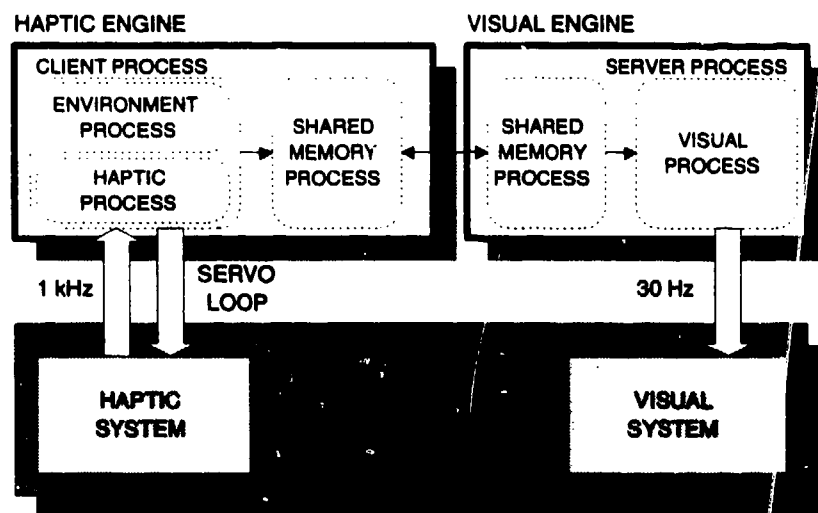 HAPTIC ENGINE
CLIENT PROCESS
ENVIRONMENT
PROCESS
HAPTIC
PROCESS
SHARED
MEMORY
PROCESS
VISUAL ENGINE
SERVER PROCESS
SHARED
MEMORY
PROCESS
VISUAL
PROCESS
1 kHz
SERVO
LOOP
30 Hz
HAPTIC
SYSTEM
VISUAL
SYSTEM